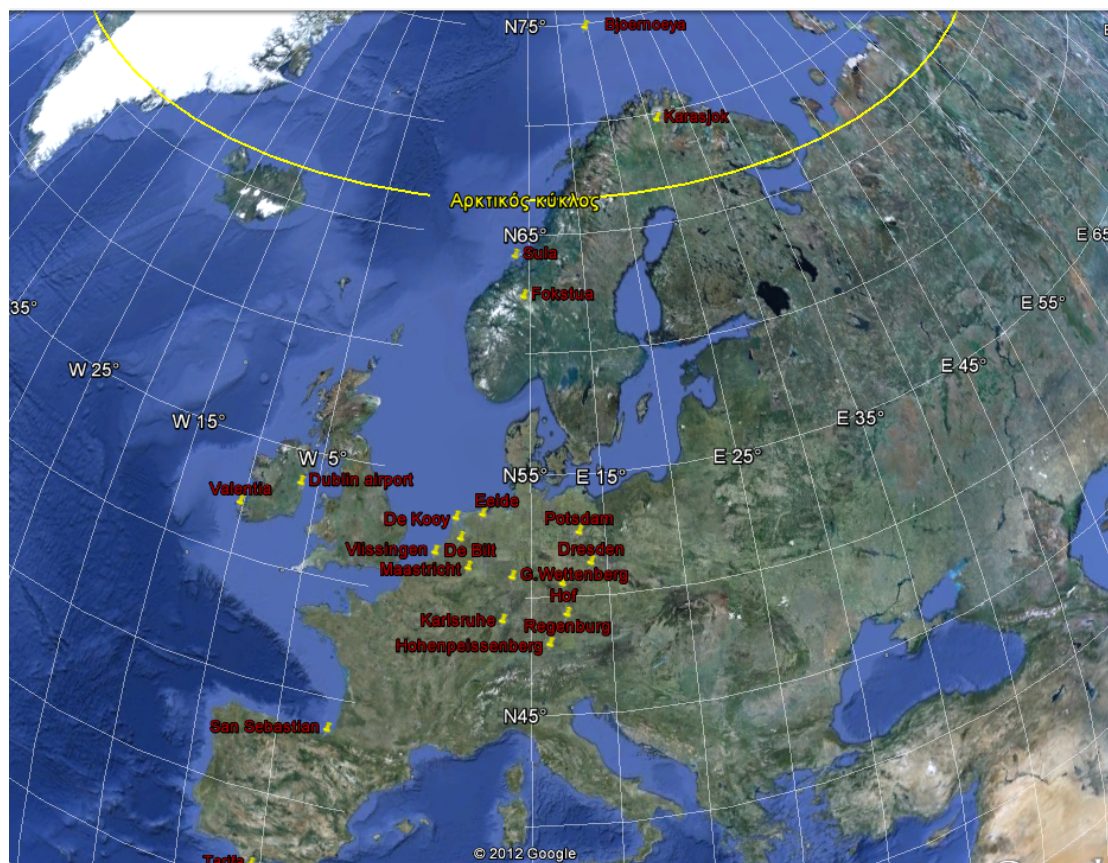 N75°
Bjoernoeya
Karasjok
Αρκτικός κύκλος
N65°
E 65°
Sula
Fokstua
35°
E 55°
W 25°
E 45°
W 15°
E 35°
W 5°
E 25°
Dublin airport
N55°
E 15°
Valentia
Eelde
De Kooy
Potsdam
Vlissingen
De Bilt
Dresden
Maastricht
G.Wettenberg
Hof
Karlsruhe
Regenburg
Hohenpeissenberg
N45°
San Sebastian
© 2012 Google
Tarifa